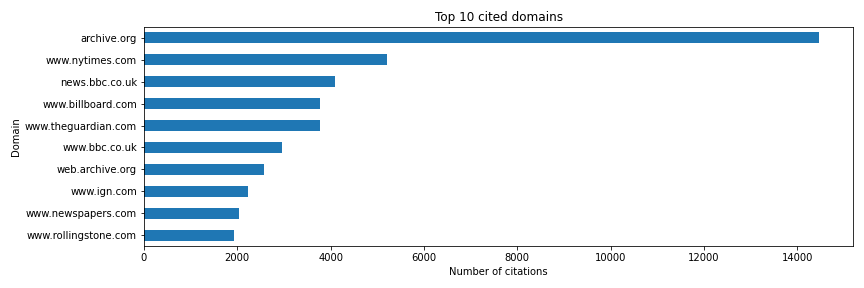 Top 10 cited domains
Domain
archive.org
www.nytimes.com
news.bbc.co.uk
www.billboard.com
www.theguardian.com
www.bbc.co.uk
web.archive.org
www.ign.com
www.newspapers.com
www.rollingstone.com
0 2000 4000 6000 8000 10000 12000 14000
Number of citations